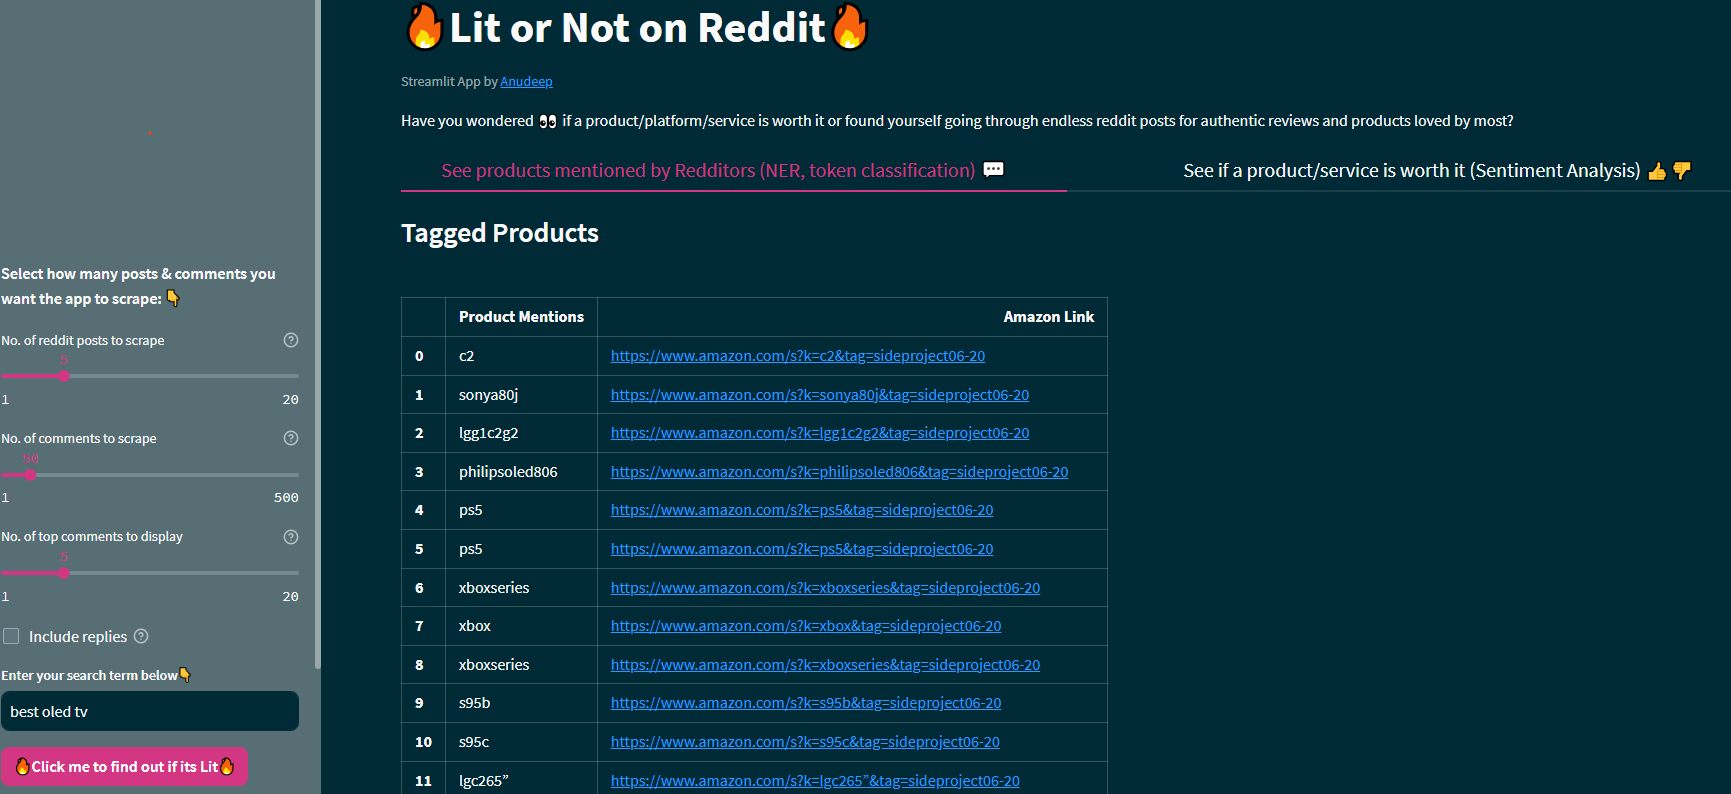 Select how many posts & comments you
want the app to scrape: 👇
No. of reddit posts to scrape
5
1 20
No. of comments to scrape
50
1 500
No. of top comments to display
5
1 20
Include replies
Enter your search term below👇
best oled tv
🔥Click me to find out if its Lit🔥
🔥Lit or Not on Reddit🔥
Streamlit App by Anudeep
Have you wondered 👀 if a product/platform/service is worth it or found yourself going through endless reddit posts for authentic reviews and products loved by most?
See products mentioned by Redditors (NER, token classification) 💬 See if a product/service is worth it (Sentiment Analysis) 👍👎
Tagged Products
Product Mentions Amazon Link
0 c2 https://www.amazon.com/s?k=c2&tag=sideproject06-20
1 sonya80j https://www.amazon.com/s?k=sonya80j&tag=sideproject06-20
2 lgg1c2g2 https://www.amazon.com/s?k=lgg1c2g2&tag=sideproject06-20
3 philipsoled806 https://www.amazon.com/s?k=philipsoled806&tag=sideproject06-20
4 ps5 https://www.amazon.com/s?k=ps5&tag=sideproject06-20
5 ps5 https://www.amazon.com/s?k=ps5&tag=sideproject06-20
6 xboxseries https://www.amazon.com/s?k=xboxseries&tag=sideproject06-20
7 xbox https://www.amazon.com/s?k=xbox&tag=sideproject06-20
8 xboxseries https://www.amazon.com/s?k=xboxseries&tag=sideproject06-20
9 s95b https://www.amazon.com/s?k=s95b&tag=sideproject06-20
10 s95c https://www.amazon.com/s?k=s95c&tag=sideproject06-20
11 lgc265” https://www.amazon.com/s?k=lgc265”&tag=sideproject06-20